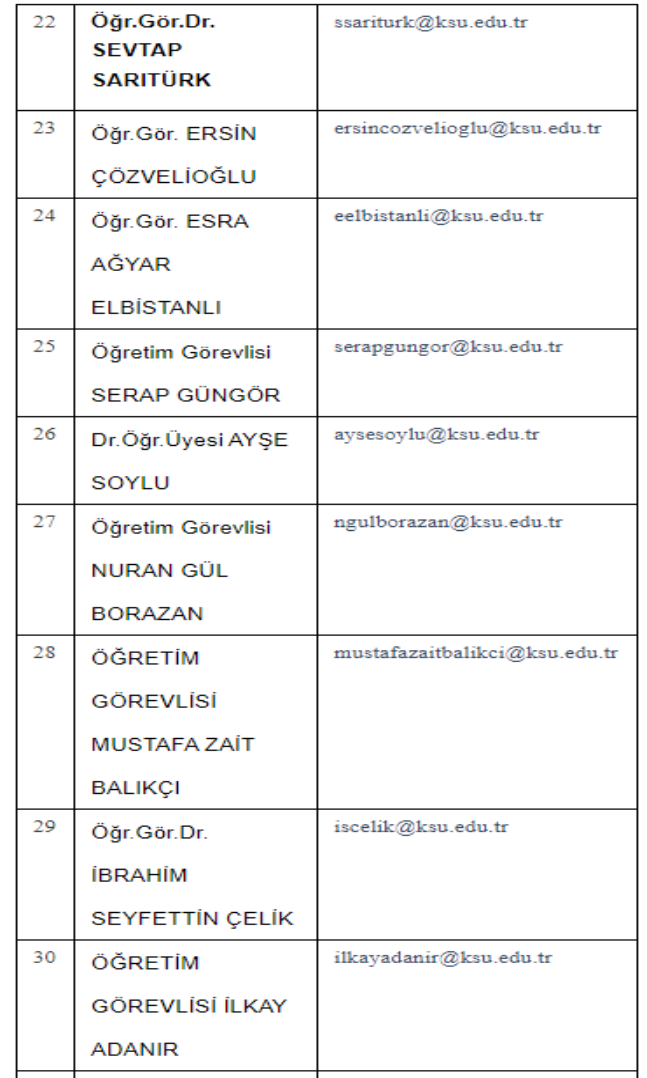 22 Öğr.Gör.Dr. ssariturk@ksu.edu.tr
SEVTAP
SARITÜRK
23 Öğr.Gör. ERSİN ersincozvelioglu@ksu.edu.tr
ÇÖZVELİOĞLU
24 Öğr.Gör. ESRA eelbistanli@ksu.edu.tr
AĞYAR
ELBİSTANLI
25 Öğretim Görevlisi serapgungor@ksu.edu.tr
SERAP GÜNGÖR
26 Dr.Öğr.Üyesi AYŞE aysesoylu@ksu.edu.tr
SOYLU
27 Öğretim Görevlisi ngulborazan@ksu.edu.tr
NURAN GÜL
BORAZAN
28 ÖĞRETİM mustafazaitbalikci@ksu.edu.tr
GÖREVLİSİ
MUSTAFA ZAİT
BALIKÇI
29 Öğr.Gör.Dr. iscelik@ksu.edu.tr
İBRAHİM
SEYFETTİN ÇELİK
30 ÖĞRETİM ilkayadanir@ksu.edu.tr
GÖREVLİSİ İLKAY
ADANIR